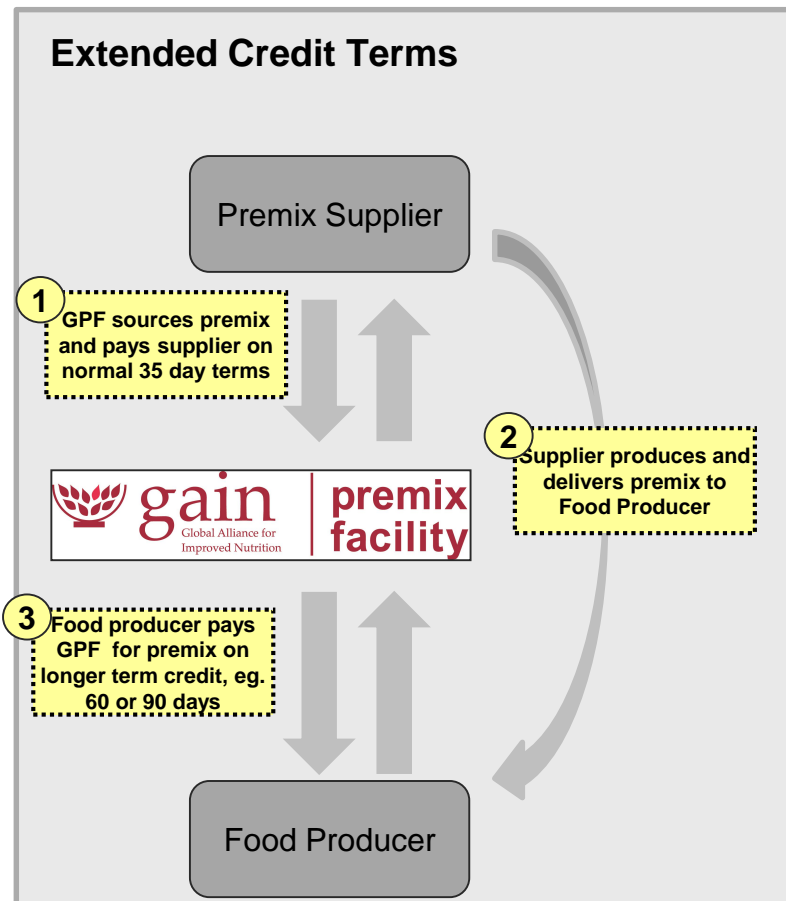 Extended Credit Terms
Premix Supplier
1
GPF sources premix
and pays supplier on
normal 35 day terms
2
Supplier produces and
delivers premix to
Food Producer
gain
Global Alliance for
Improved Nutrition
premix
facility
3
Food producer pays
GPF for premix on
longer term credit, eg.
60 or 90 days
Food Producer